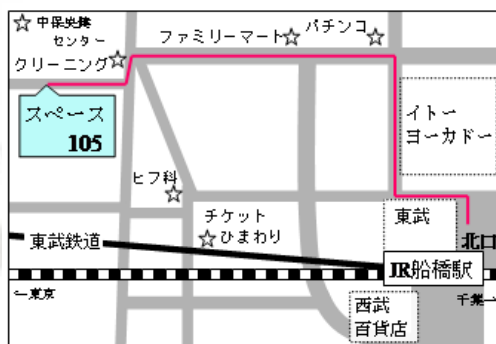 中保史健
センター
クリーニング
ファミリーマート
パチンコ
スペース
105
イトー
ヨーカドー
ヒフ科
チケット
ひまわり
東武
北口
東武鉄道
JR船橋駅
←東京
千葉→
西武
百貨店